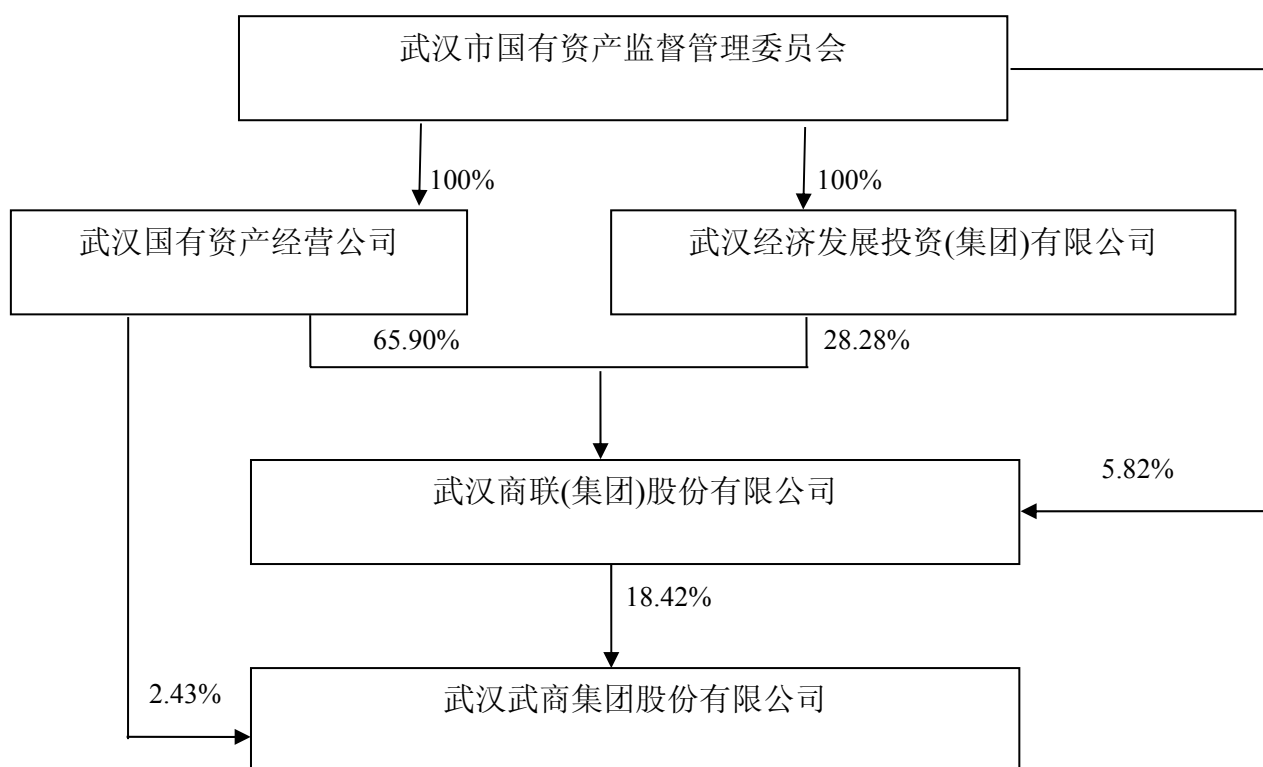 武汉市国有资产监督管理委员会
100%
100%
武汉国有资产经营公司
武汉经济发展投资(集团)有限公司
65.90%
28.28%
武汉商联(集团)股份有限公司
5.82%
18.42%
2.43%
武汉武商集团股份有限公司